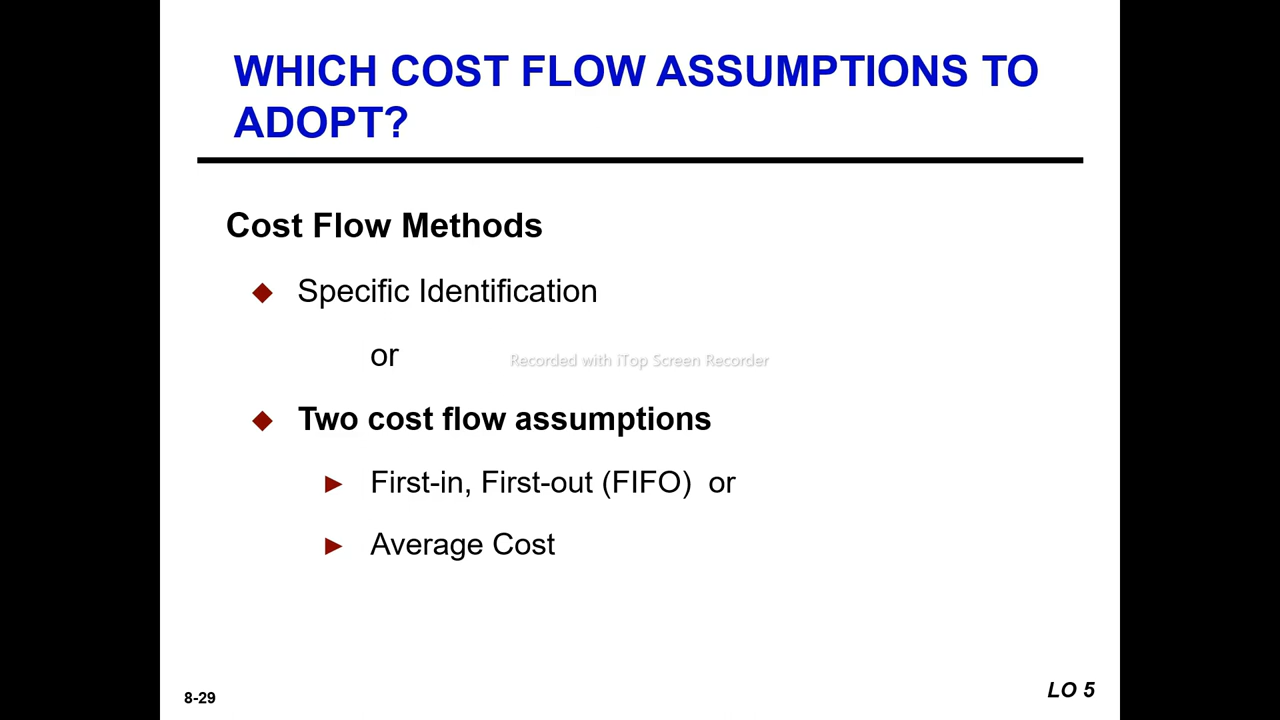 WHICH COST FLOW ASSUMPTIONS TO
ADOPT?
Cost Flow Methods
Specific Identification
or
Recorded with iTop Screen Recorder
Two cost flow assumptions
First-in, First-out (FIFO) or
Average Cost
8-29
LO 5